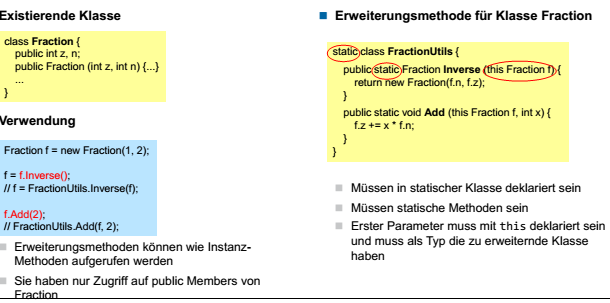 Existierende Klasse
class Fraction {
public int z, n;
public Fraction (int z, int n) {...}
...
}
Verwendung
Fraction f = new Fraction(1, 2);
f = f.Inverse();
// f = FractionUtils.Inverse(f);
f.Add(2);
// FractionUtils.Add(f, 2);
Erweiterungsmethoden können wie Instanz-
Methoden aufgerufen werden
Sie haben nur Zugriff auf public Members von
Fraction
Erweiterungsmethode für Klasse Fraction
static class FractionUtils {
public static Fraction Inverse (this Fraction f) {
return new Fraction(f.n, f.z);
}
public static void Add (this Fraction f, int x) {
f.z += x * f.n;
}
}
Müssen in statischer Klasse deklariert sein
Müssen statische Methoden sein
Erster Parameter muss mit this deklariert sein
und muss als Typ die zu erweiternde Klasse
haben